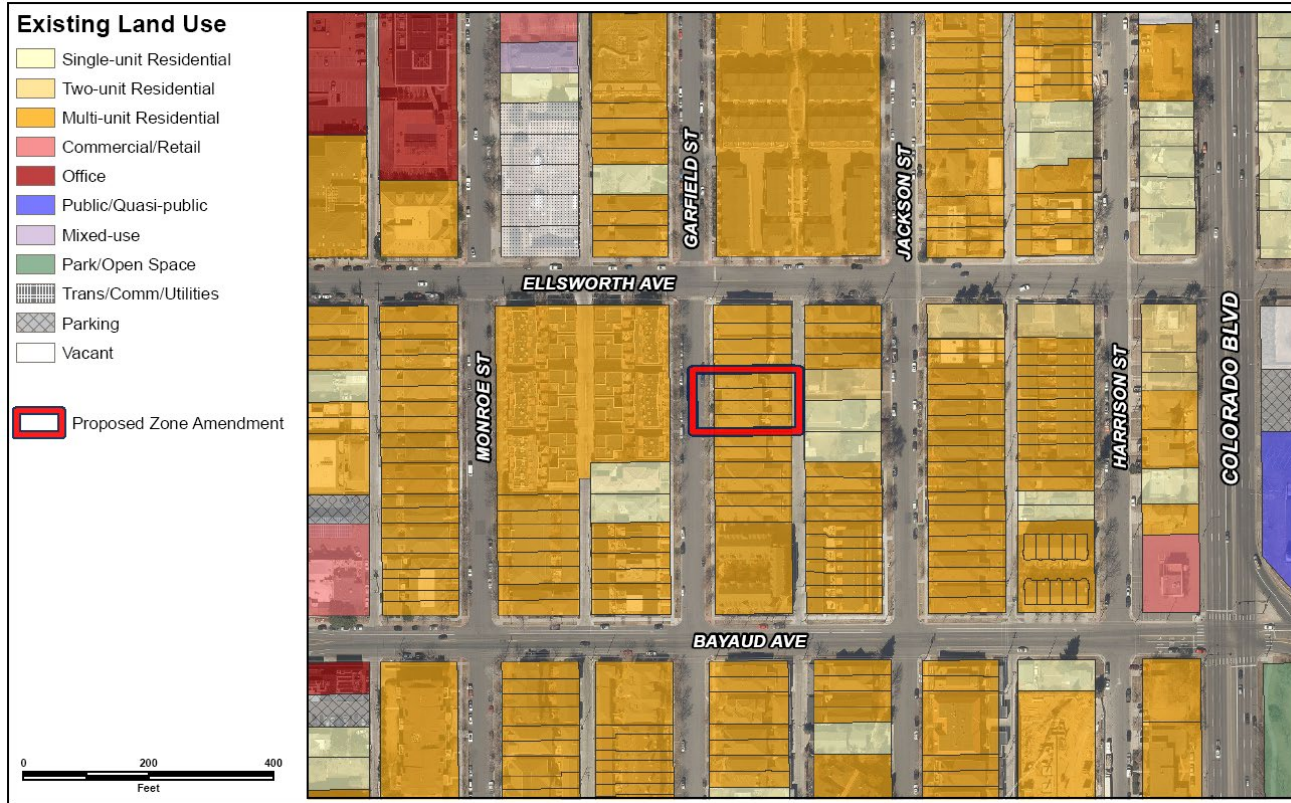 Existing Land Use
Single-unit Residential
Two-unit Residential
Multi-unit Residential
Commercial/Retail
Office
Public/Quasi-public
Mixed-use
Park/Open Space
Trans/Comm/Utilities
Parking
Vacant
Proposed Zone Amendment
0 200 400
Feet
GARFIELD ST
JACKSON ST
ELLSWORTH AVE
MONROE ST
HARRISON ST
COLORADO BLVD
BAYAUD AVE